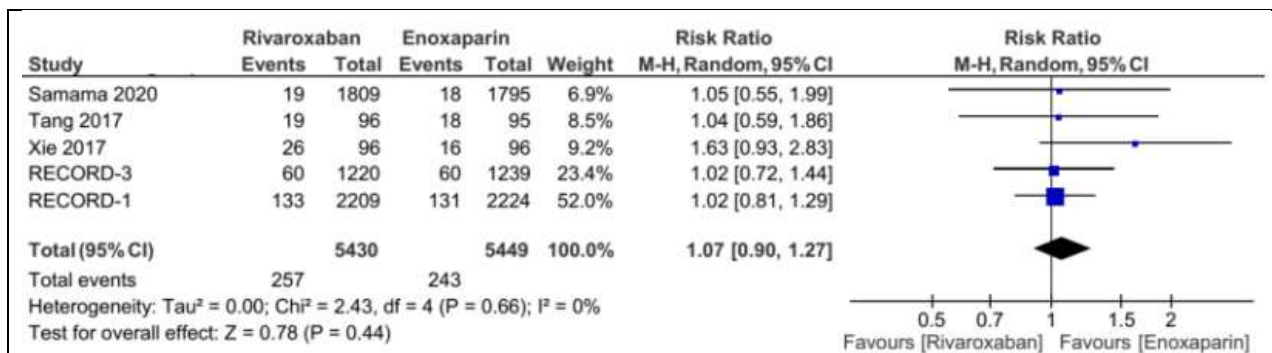 Rivaroxaban Enoxaparin Risk Ratio Risk Ratio
Study Events Total Events Total Weight M-H, Random, 95% CI M-H, Random, 95% CI
Samama 2020 19 1809 18 1795 6.9% 1.05 [0.55, 1.99]
Tang 2017 19 96 18 95 8.5% 1.04 [0.59, 1.86]
Xie 2017 26 96 16 96 9.2% 1.63 [0.93, 2.83]
RECORD-3 60 1220 60 1239 23.4% 1.02 [0.72, 1.44]
RECORD-1 133 2209 131 2224 52.0% 1.02 [0.81, 1.29]
Total (95% CI) 5430 5449 100.0% 1.07 [0.90, 1.27]
Total events 257 243
Heterogeneity: Tau² = 0.00; Chi² = 2.43, df = 4 (P = 0.66); I² = 0%
Test for overall effect: Z = 0.78 (P = 0.44)
0.5 0.7 1 1.5 2
Favours [Rivaroxaban] Favours [Enoxaparin]